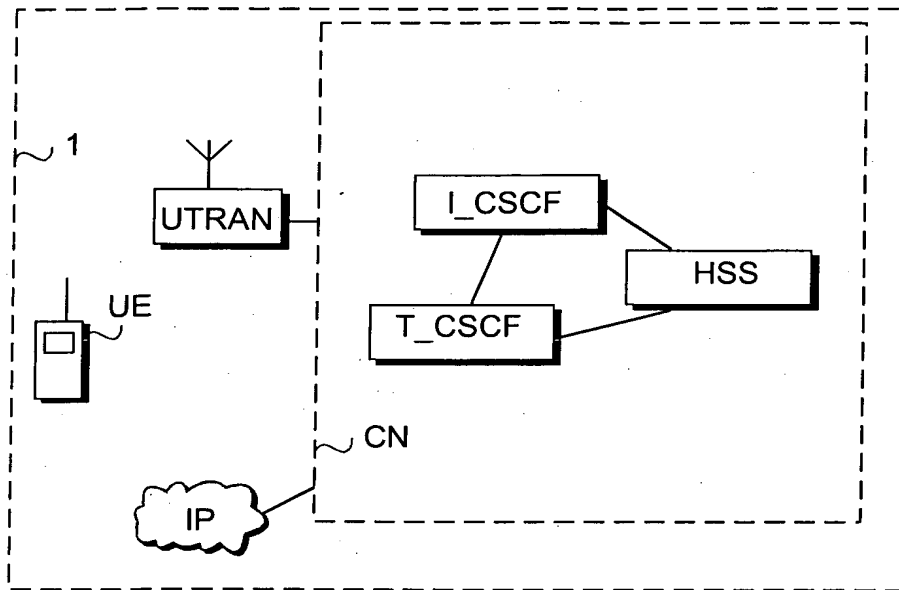 1
UTRAN
I_CSCF
HSS
UE
T_CSCF
CN
IP